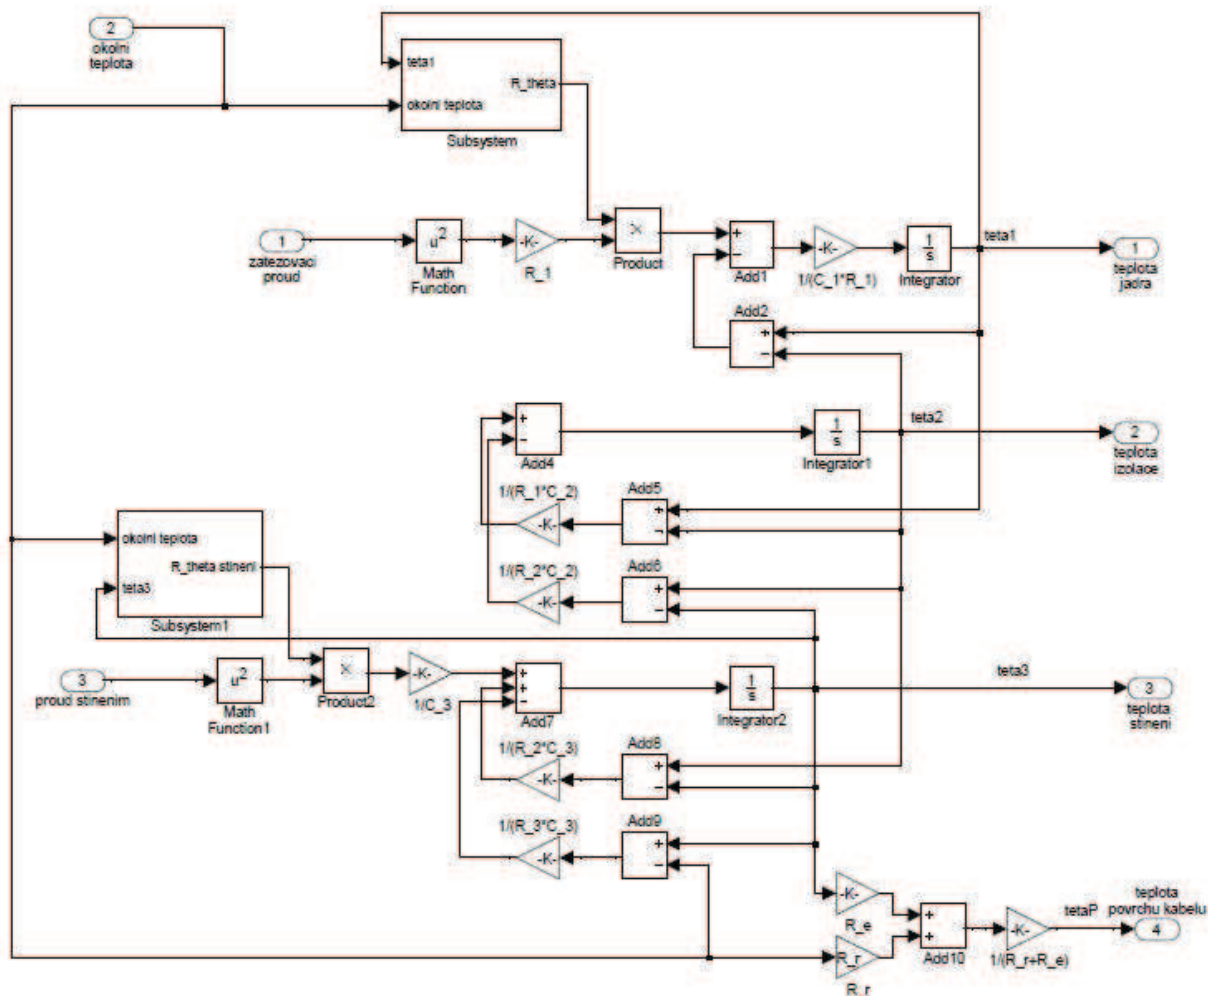 2
okolni
teplota
teta1
R_theta
okolni teplota
Subsystem
1
zatezovaci
proud
u²
Math
Function
-K-
R_1
×
Product
+
−
Add1
-K-
1/(C_1*R_1)
1
s
Integrator
teta1
1
teplota
jadra
Add2
+
−
+
−
Add4
1
s
Integrator1
teta2
2
teplota
izolace
1/(R_1*C_2)
-K-
Add5
+
−
okolni teplota
R_theta stineni
teta3
Subsystem1
1/(R_2*C_2)
-K-
Add6
+
−
3
proud stinenim
u²
Math
Function1
×
Product2
-K-
1/C_3
+
+
−
Add7
1
s
Integrator2
teta3
3
teplota
stineni
1/(R_2*C_3)
-K-
Add8
+
−
1/(R_3*C_3)
-K-
Add9
+
−
-K-
R_e
R_r
R_r
+
+
Add10
-K-
1/(R_r+R_e)
tetaP
teplota
povrchu kabelu
4